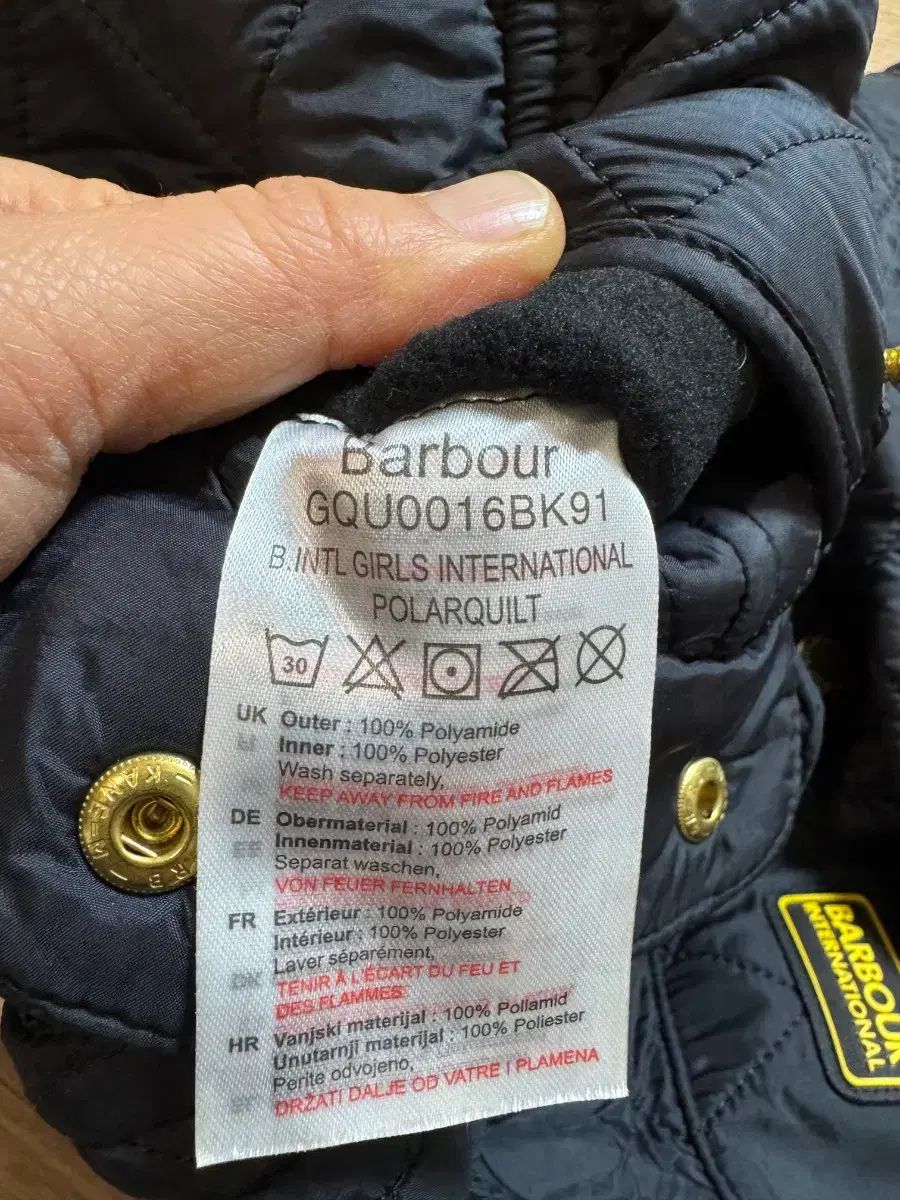 Barbour
GQU0016BK91
B.INTL GIRLS INTERNATIONAL
POLARQUILT
30
UK Outer : 100% Polyamide
Inner : 100% Polyester
Wash separately,
KEEP AWAY FROM FIRE AND FLAMES
DE Obermaterial : 100% Polyamid
Innenmaterial : 100% Polyester
Separat waschen,
VON FEUER FERNHALTEN
FR Extérieur : 100% Polyamide
Intérieur : 100% Polyester
Laver séparément,
TENIR À L'ÉCART DU FEU ET
DES FLAMMES
HR Vanjski materijal : 100% Poliamid
Unutarnji materijal : 100% Poliester
Perite odvojeno,
DRŽATI DALJE OD VATRE I PLAMENA
BARBOUR
INTERNATIONAL